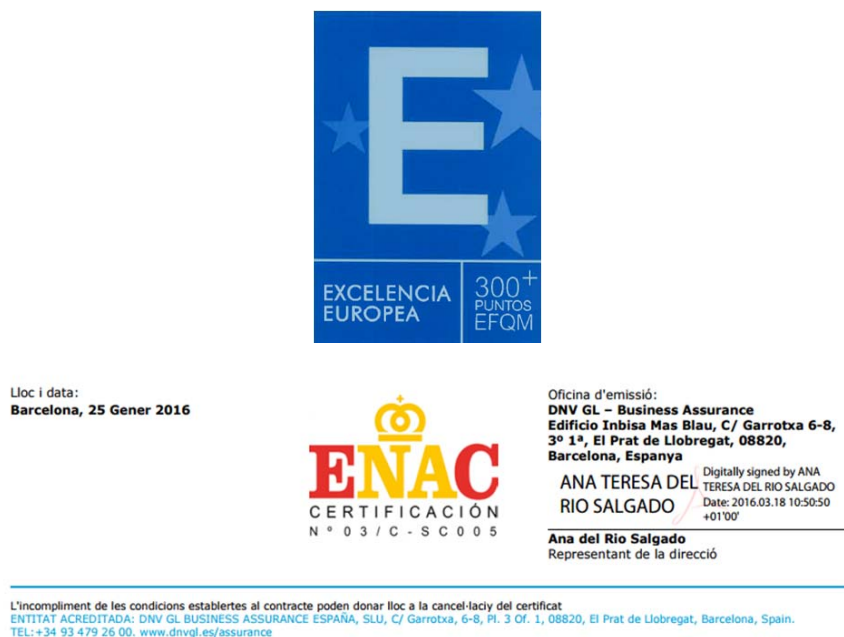 E
EXCELENCIA
EUROPEA
300+
PUNTOS
EFQM
Lloc i data:
Barcelona, 25 Gener 2016
ENAC
CERTIFICACIÓN
Nº 03/C-SC005
Oficina d'emissió:
DNV GL – Business Assurance
Edificio Inbisa Mas Blau, C/ Garrotxa 6-8,
3º 1ª, El Prat de Llobregat, 08820,
Barcelona, Espanya
ANA TERESA DEL
RIO SALGADO
Digitally signed by ANA
TERESA DEL RIO SALGADO
Date: 2016.03.18 10:50:50
+01'00'
Ana del Rio Salgado
Representant de la direcció
L'incompliment de les condicions establertes al contracte poden donar lloc a la cancel·laciy del certificat
ENTITAT ACREDITADA: DNV GL BUSINESS ASSURANCE ESPAÑA, SLU, C/ Garrotxa, 6-8, Pl. 3 Of. 1, 08820, El Prat de Llobregat, Barcelona, Spain.
TEL:+34 93 479 26 00. www.dnvgl.es/assurance